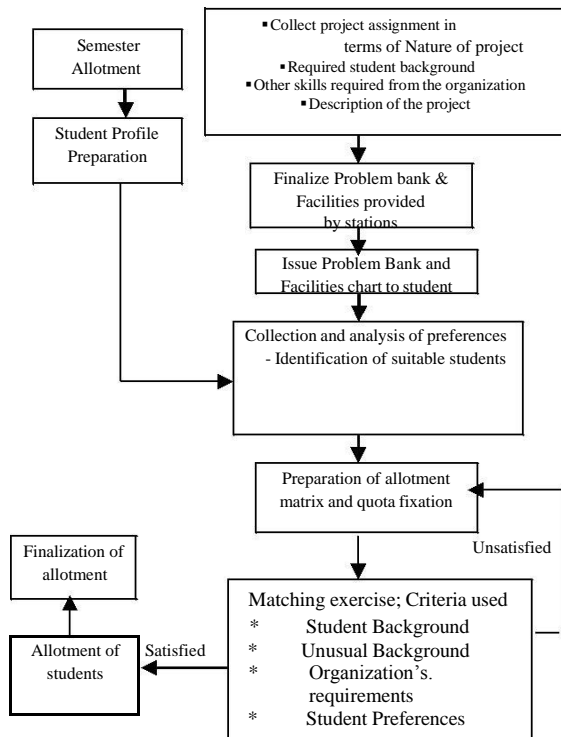 Semester
Allotment
Student Profile
Preparation
▪ Collect project assignment in
terms of Nature of project
▪ Required student background
▪ Other skills required from the organization
▪ Description of the project
Finalize Problem bank &
Facilities provided
by stations
Issue Problem Bank and
Facilities chart to student
Collection and analysis of preferences
- Identification of suitable students
Preparation of allotment
matrix and quota fixation
Unsatisfied
Matching exercise; Criteria used
* Student Background
* Unusual Background
* Organization's.
requirements
* Student Preferences
Satisfied
Allotment of
students
Finalization of
allotment